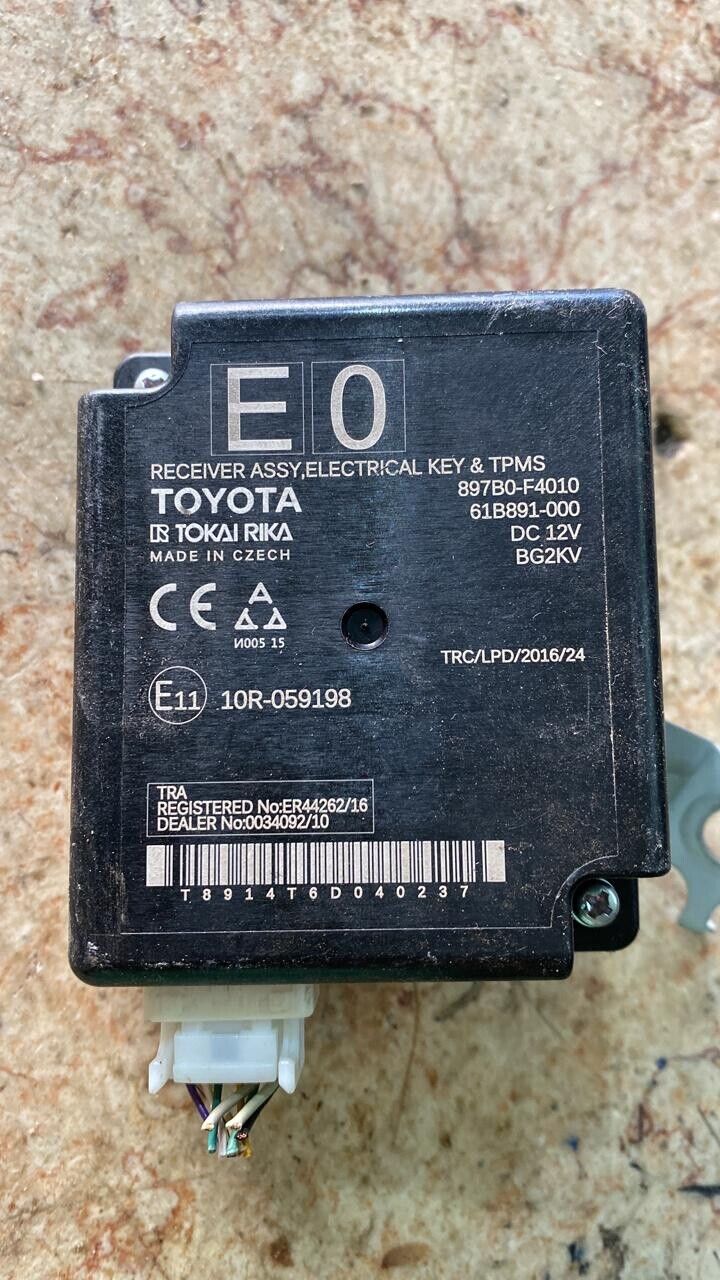 E0
RECEIVER ASSY,ELECTRICAL KEY & TPMS
TOYOTA
897B0-F4010
61B891-000
TOKAI RIKA
DC 12V
MADE IN CZECH
BG2KV
CE
И005 15
TRC/LPD/2016/24
E11 10R-059198
TRA
REGISTERED No:ER44262/16
DEALER No:0034092/10
T8914T6D040237